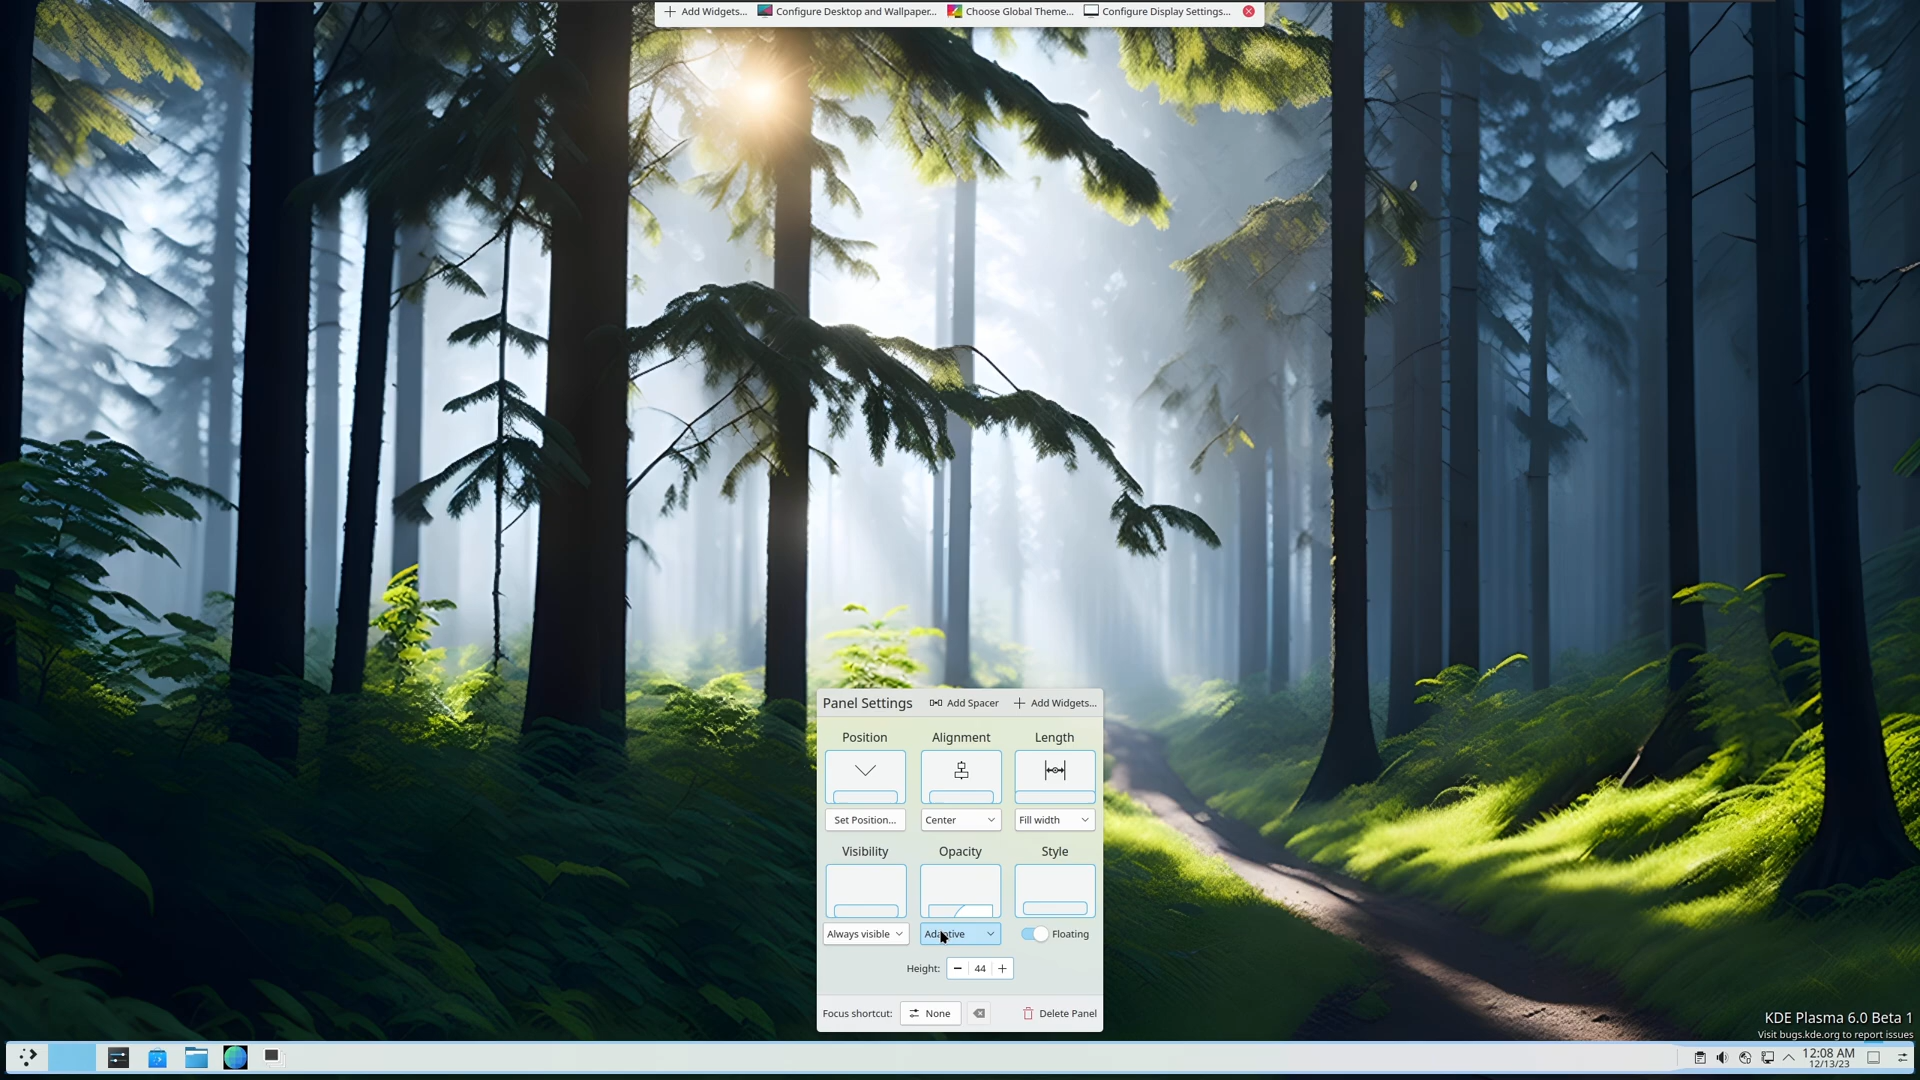 Add Widgets... Configure Desktop and Wallpaper... Choose Global Theme... Configure Display Settings...
Panel Settings Add Spacer Add Widgets...
Position Alignment Length
Set Position... Center Fill width
Visibility Opacity Style
Always visible Adaptive Floating
Height: 44
Focus shortcut: None Delete Panel
KDE Plasma 6.0 Beta 1
Visit bugs.kde.org to report issues
12:08 AM
12/13/23